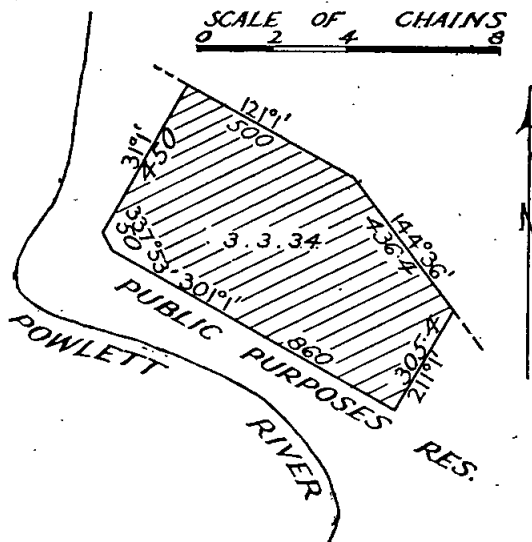 SCALE OF CHAINS
0 2 4 8
121°1'
500
31°1'
450
N
3.3.34
144°36'
436.4
337°53'
50
301°1'
860
305.4
211°1'
PUBLIC PURPOSES RES.
POWLETT RIVER